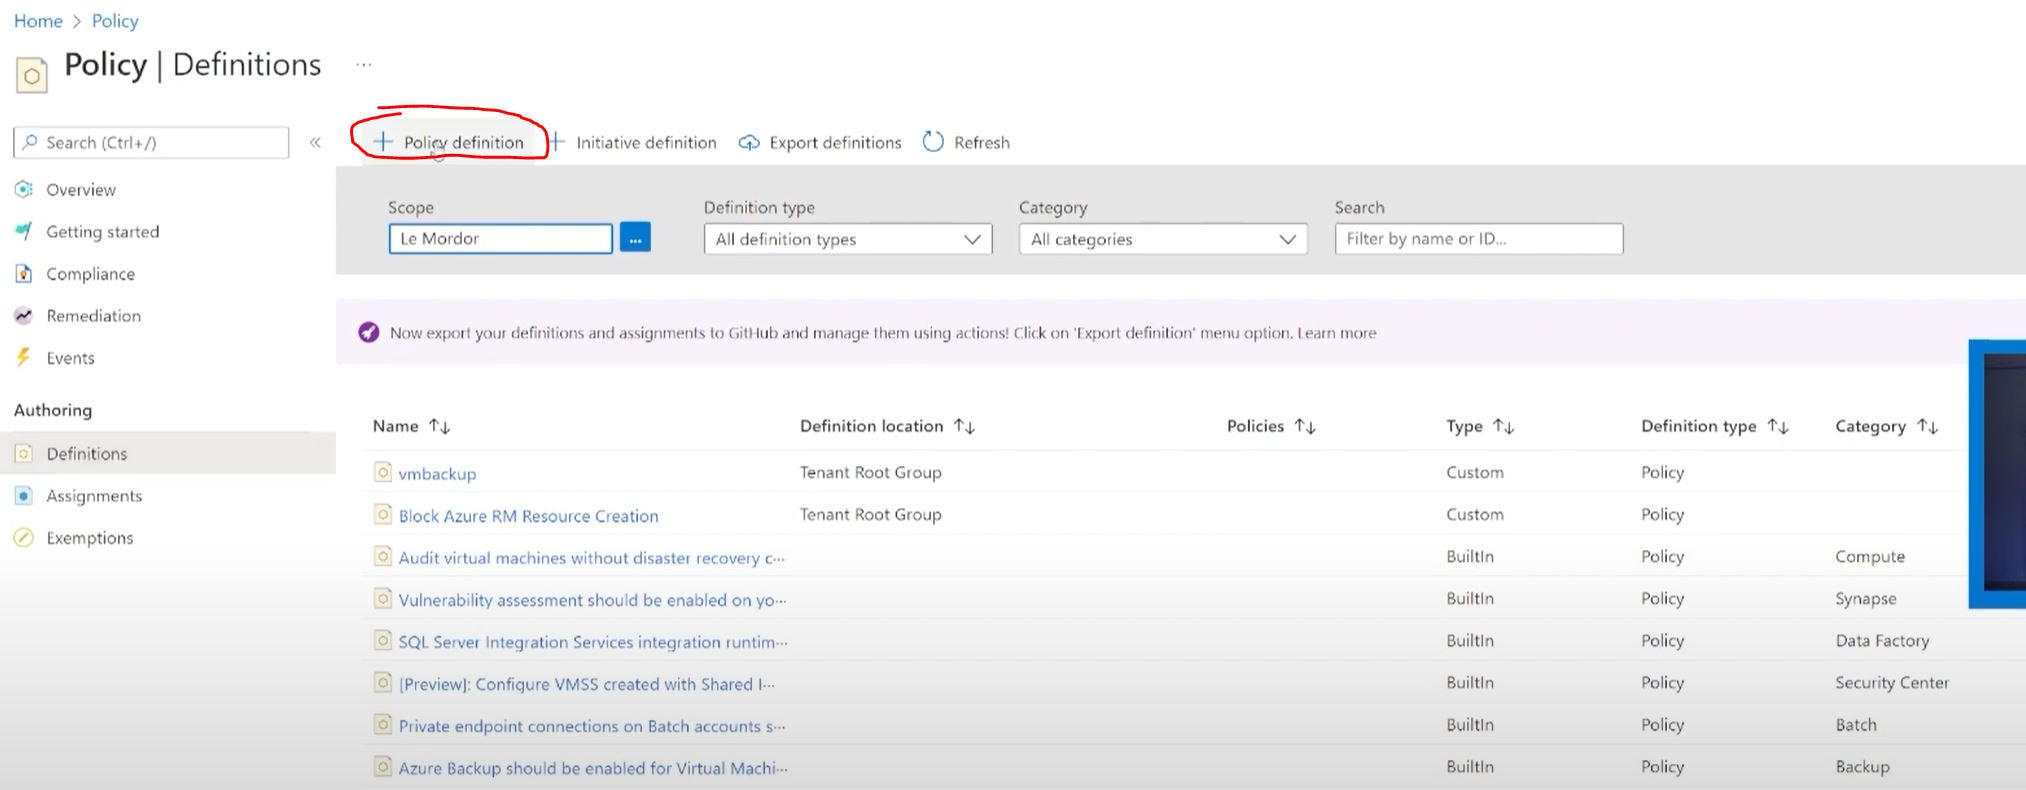 Home > Policy
Policy | Definitions ...
Search (Ctrl+/) «
+ Policy definition + Initiative definition Export definitions Refresh
Overview
Getting started
Compliance
Remediation
Events
Authoring
Definitions
Assignments
Exemptions
Scope Definition type Category Search
Le Mordor ... All definition types All categories Filter by name or ID...
Now export your definitions and assignments to GitHub and manage them using actions! Click on 'Export definition' menu option. Learn more
Name ↑↓ Definition location ↑↓ Policies ↑↓ Type ↑↓ Definition type ↑↓ Category ↑↓
vmbackup Tenant Root Group Custom Policy
Block Azure RM Resource Creation Tenant Root Group Custom Policy
Audit virtual machines without disaster recovery c... BuiltIn Policy Compute
Vulnerability assessment should be enabled on yo... BuiltIn Policy Synapse
SQL Server Integration Services integration runtim... BuiltIn Policy Data Factory
[Preview]: Configure VMSS created with Shared I... BuiltIn Policy Security Center
Private endpoint connections on Batch accounts s... BuiltIn Policy Batch
Azure Backup should be enabled for Virtual Machi... BuiltIn Policy Backup